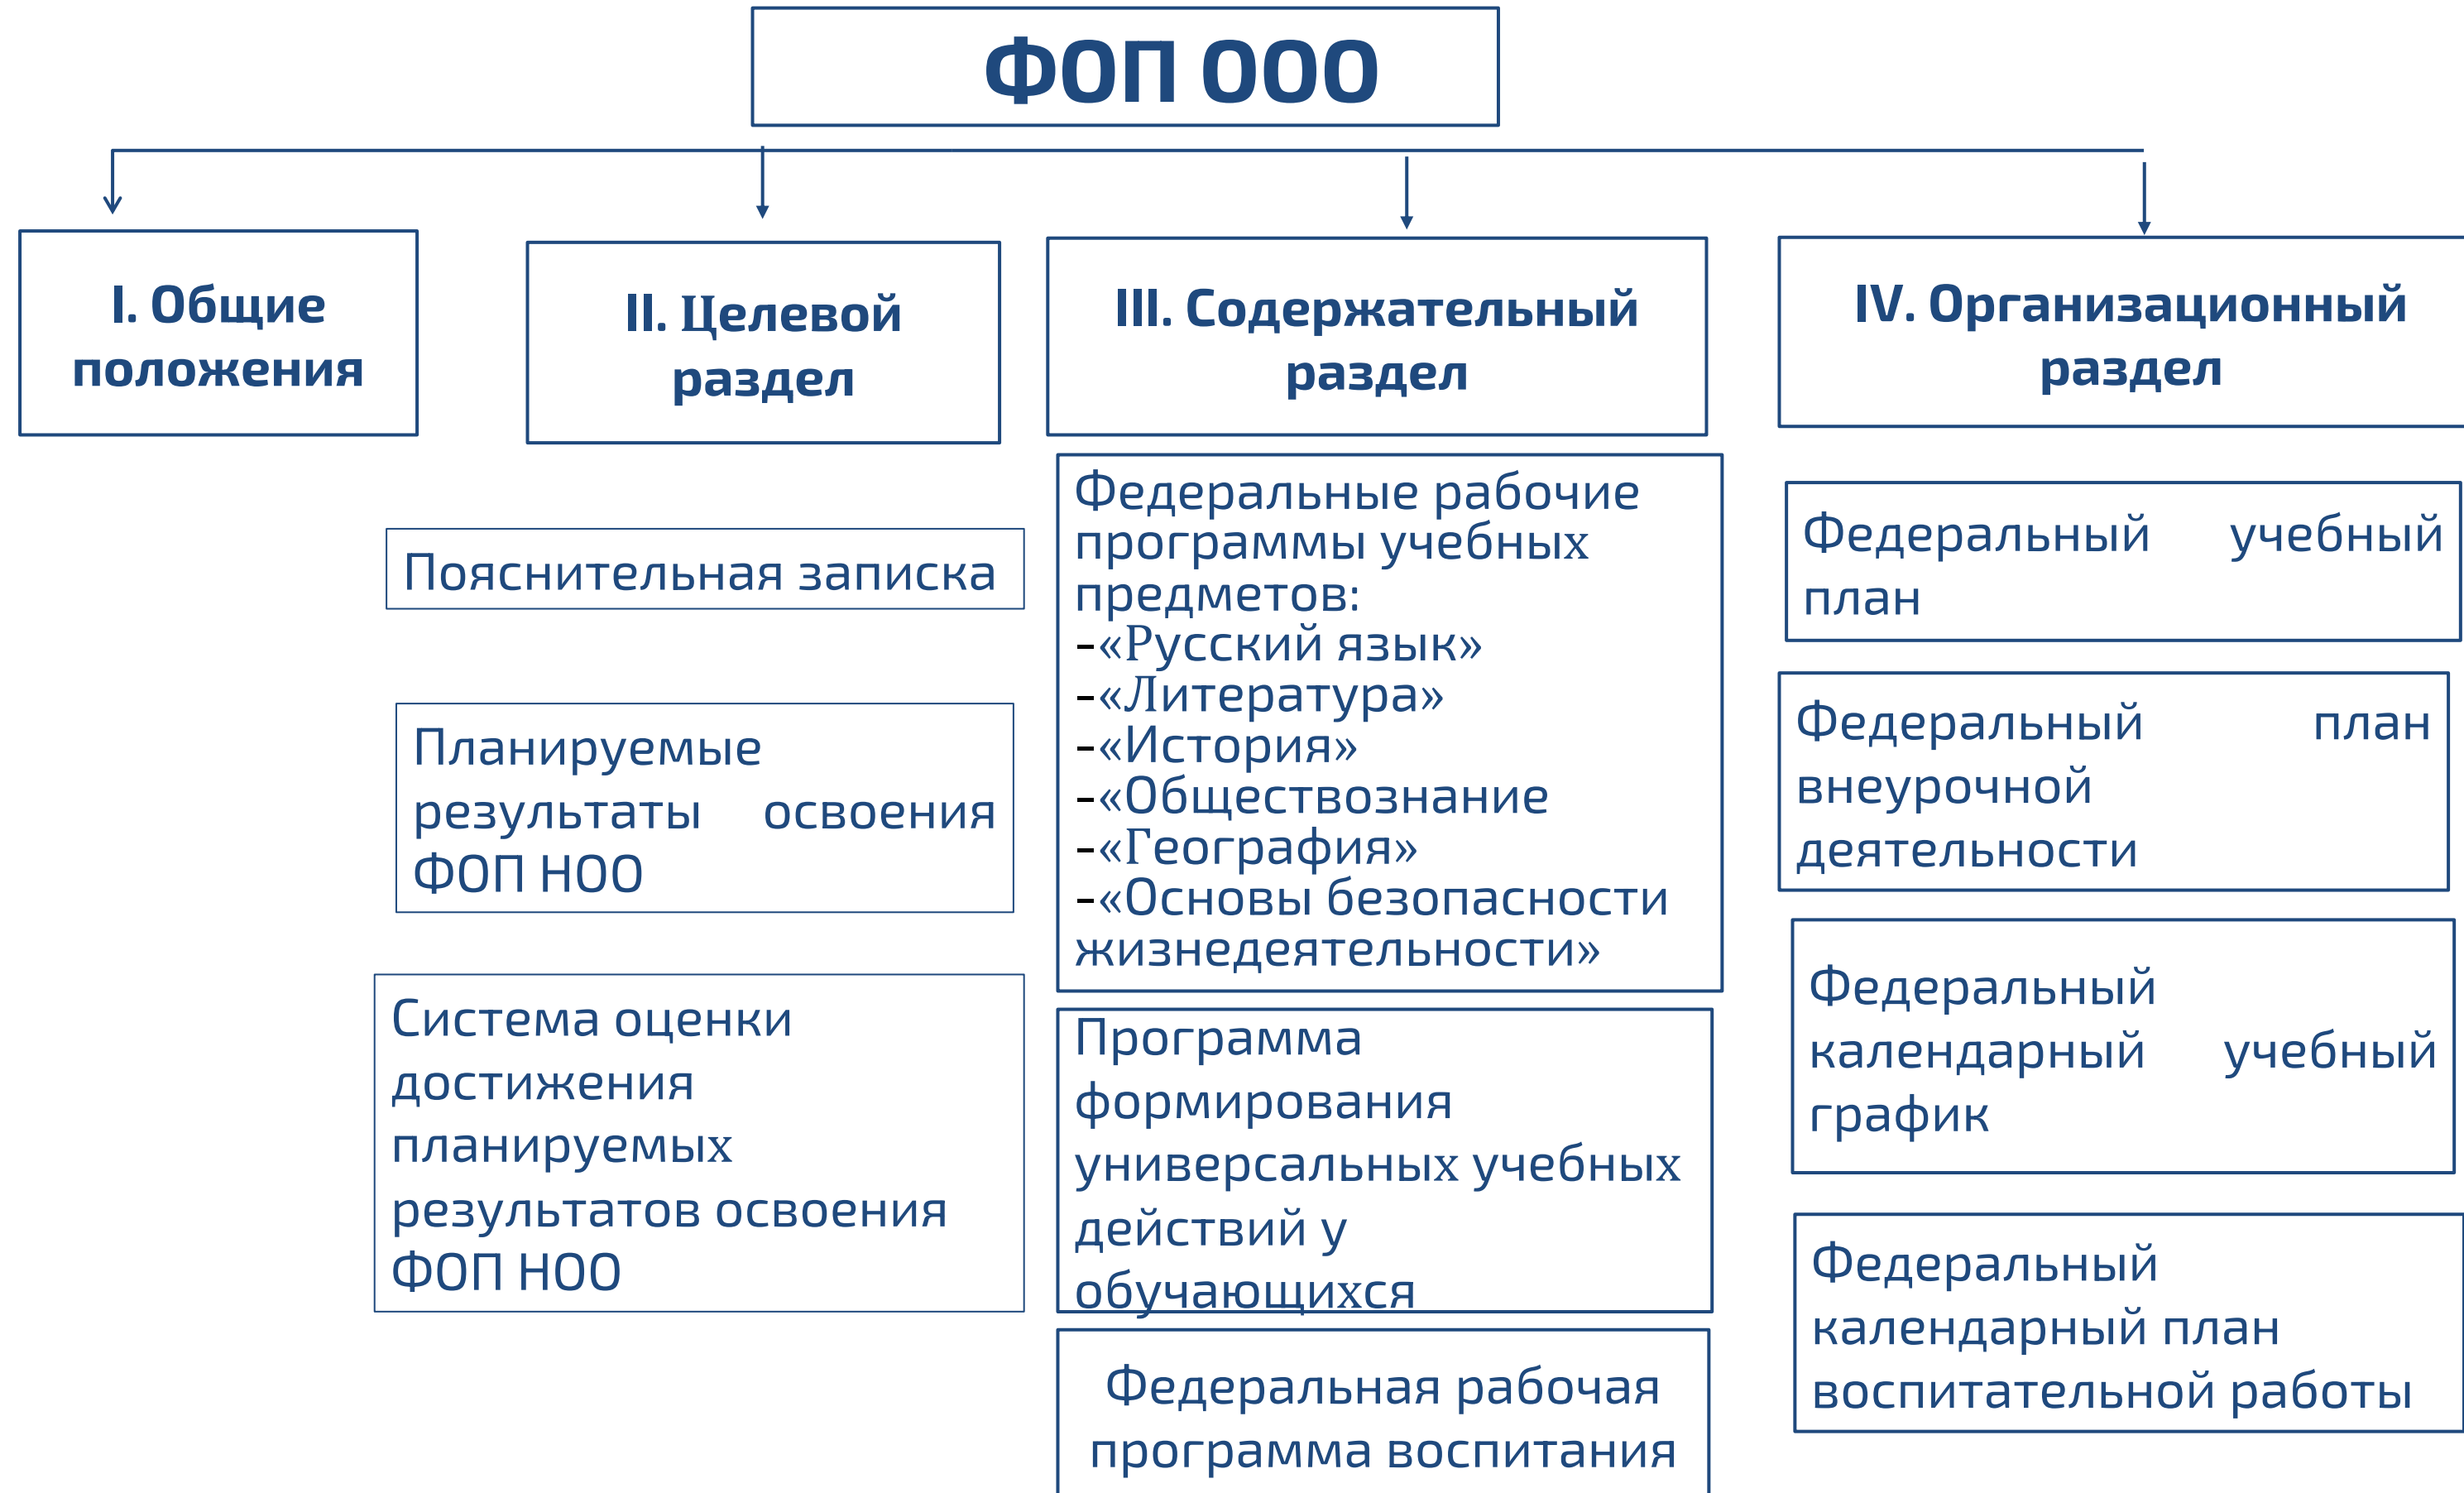 ФОП ООО
I. Общие
положения
II. Целевой
раздел
III. Содержательный
раздел
IV. Организационный
раздел
Пояснительная записка
Планируемые
результаты освоения
ФОП НОО
Система оценки
достижения
планируемых
результатов освоения
ФОП НОО
Федеральные рабочие
программы учебных
предметов:
-«Русский язык»
-«Литература»
-«История»
-«Обществознание
-«География»
-«Основы безопасности
жизнедеятельности»
Программа
формирования
универсальных учебных
действий у
обучающихся
Федеральная рабочая
программа воспитания
Федеральный учебный
план
Федеральный план
внеурочной
деятельности
Федеральный
календарный учебный
график
Федеральный
календарный план
воспитательной работы